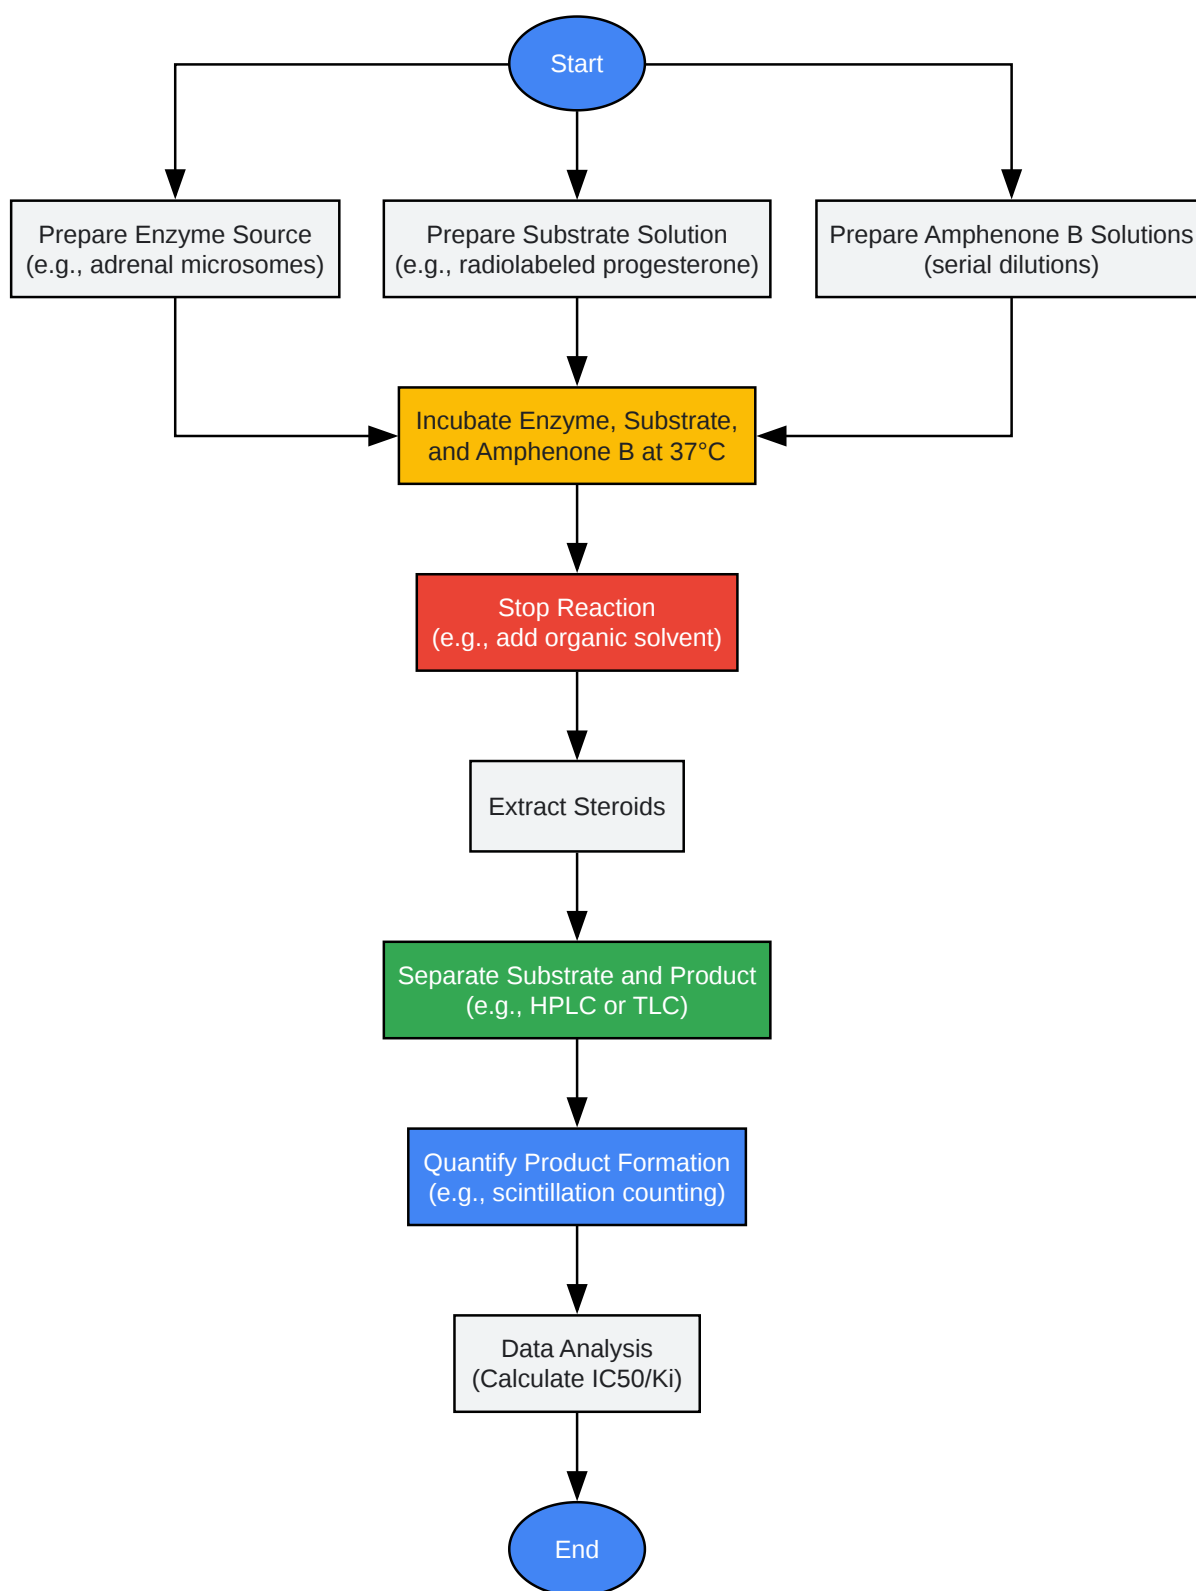 Start
Prepare Enzyme Source
(e.g., adrenal microsomes)
Prepare Substrate Solution
(e.g., radiolabeled progesterone)
Prepare Amphenone B Solutions
(serial dilutions)
Incubate Enzyme, Substrate,
and Amphenone B at 37°C
Stop Reaction
(e.g., add organic solvent)
Extract Steroids
Separate Substrate and Product
(e.g., HPLC or TLC)
Quantify Product Formation
(e.g., scintillation counting)
Data Analysis
(Calculate IC50/Ki)
End